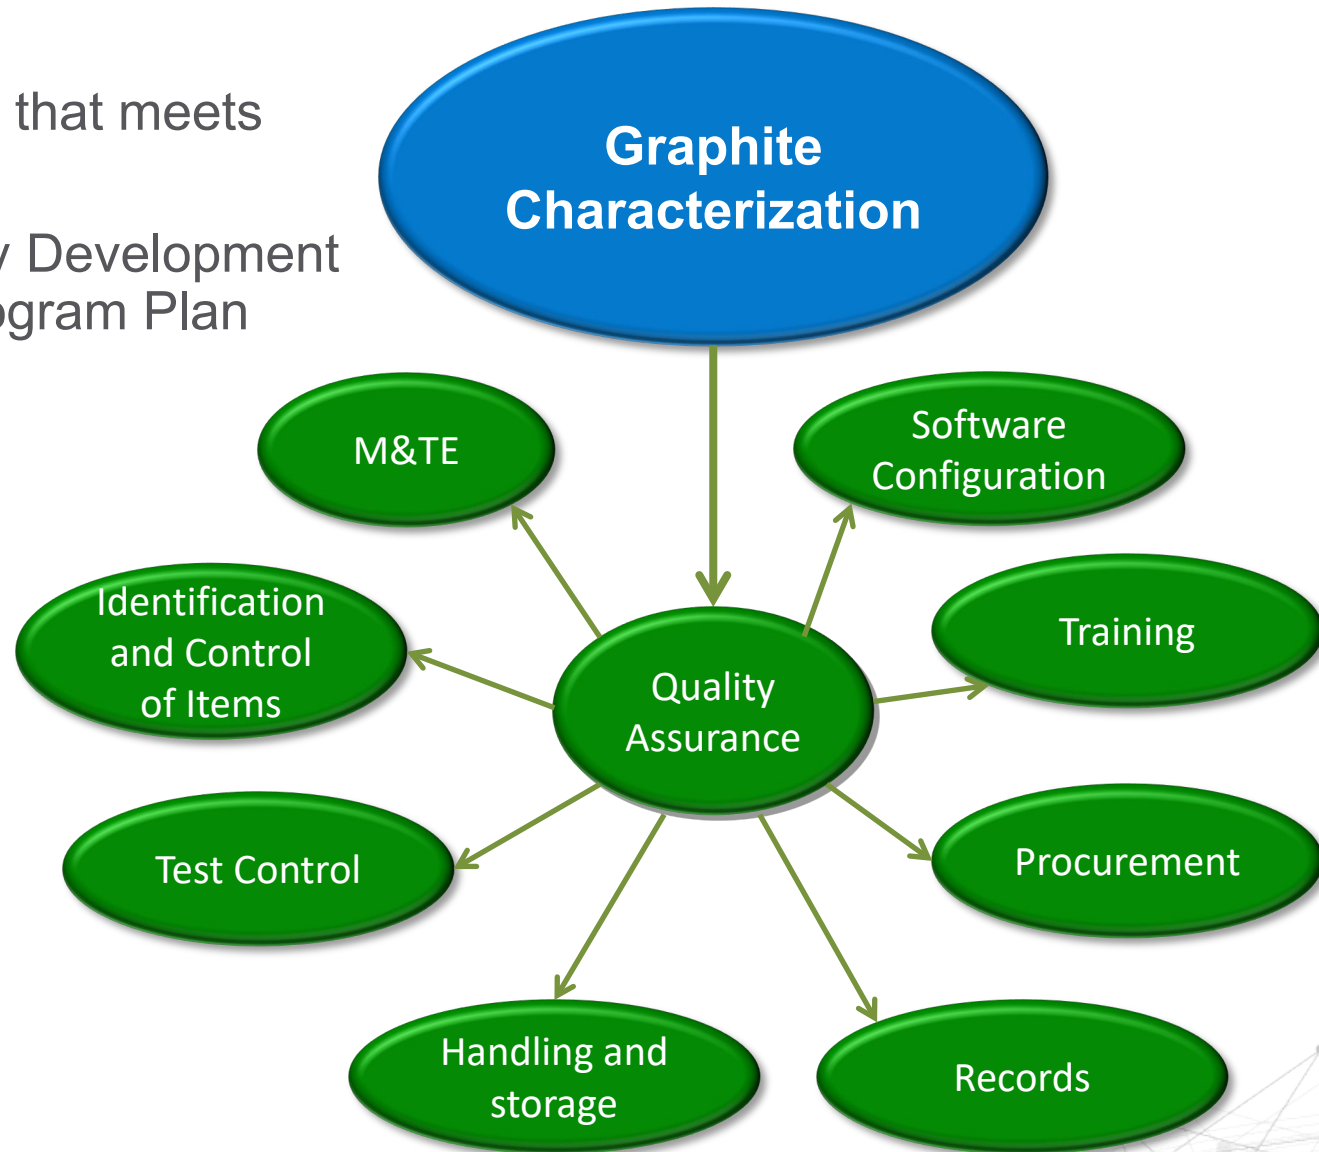 that meets
Development
Program Plan
Graphite
Characterization
M&TE
Software
Configuration
Identification
and Control
of Items
Training
Quality
Assurance
Test Control
Procurement
Handling and
storage
Records